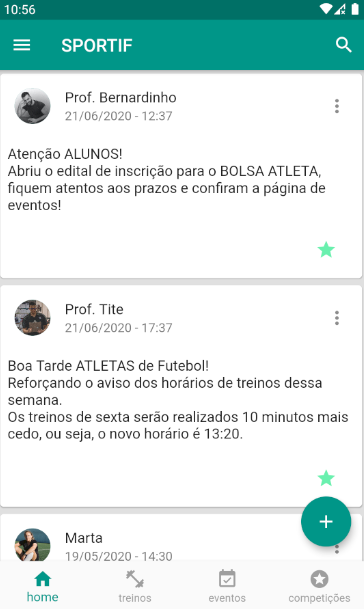 10:56
SPORTIF
Prof. Bernardinho
21/06/2020 - 12:37
Atenção ALUNOS!
Abriu o edital de inscrição para o BOLSA ATLETA,
fiquem atentos aos prazos e confiram a página de
eventos!
Prof. Tite
21/06/2020 - 17:37
Boa Tarde ATLETAS de Futebol!
Reforçando o aviso dos horários de treinos dessa
semana.
Os treinos de sexta serão realizados 10 minutos mais
cedo, ou seja, o novo horário é 13:20.
Marta
19/05/2020 - 14:30
home treinos eventos competições